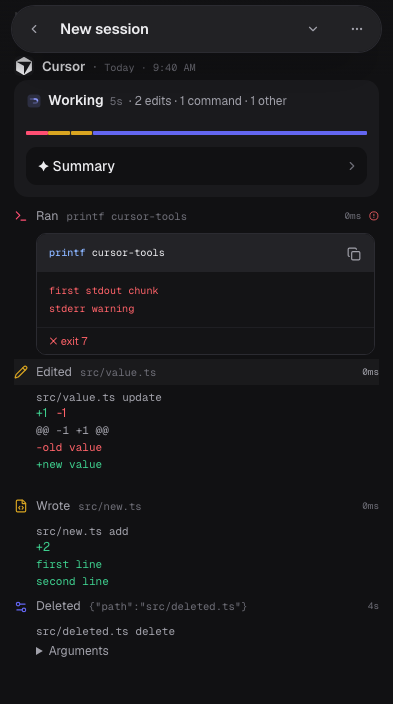 New session
Cursor · Today · 9:40 AM
Working 5s · 2 edits · 1 command · 1 other
Summary
Ran printf cursor-tools 0ms
printf cursor-tools
first stdout chunk
stderr warning
exit 7
Edited src/value.ts 0ms
src/value.ts update
+1 -1
@@ -1 +1 @@
-old value
+new value
Wrote src/new.ts 0ms
src/new.ts add
+2
first line
second line
Deleted {"path":"src/deleted.ts"} 4s
src/deleted.ts delete
Arguments